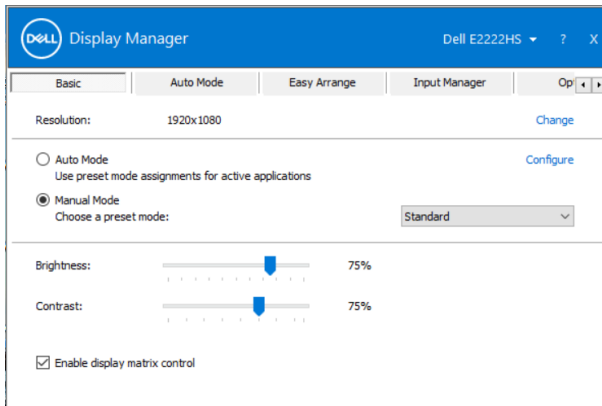 DELL Display Manager Dell E2222HS ? X
Basic Auto Mode Easy Arrange Input Manager Op
Resolution: 1920x1080 Change
Auto Mode Configure
Use preset mode assignments for active applications
Manual Mode
Choose a preset mode: Standard
Brightness: 75%
Contrast: 75%
Enable display matrix control